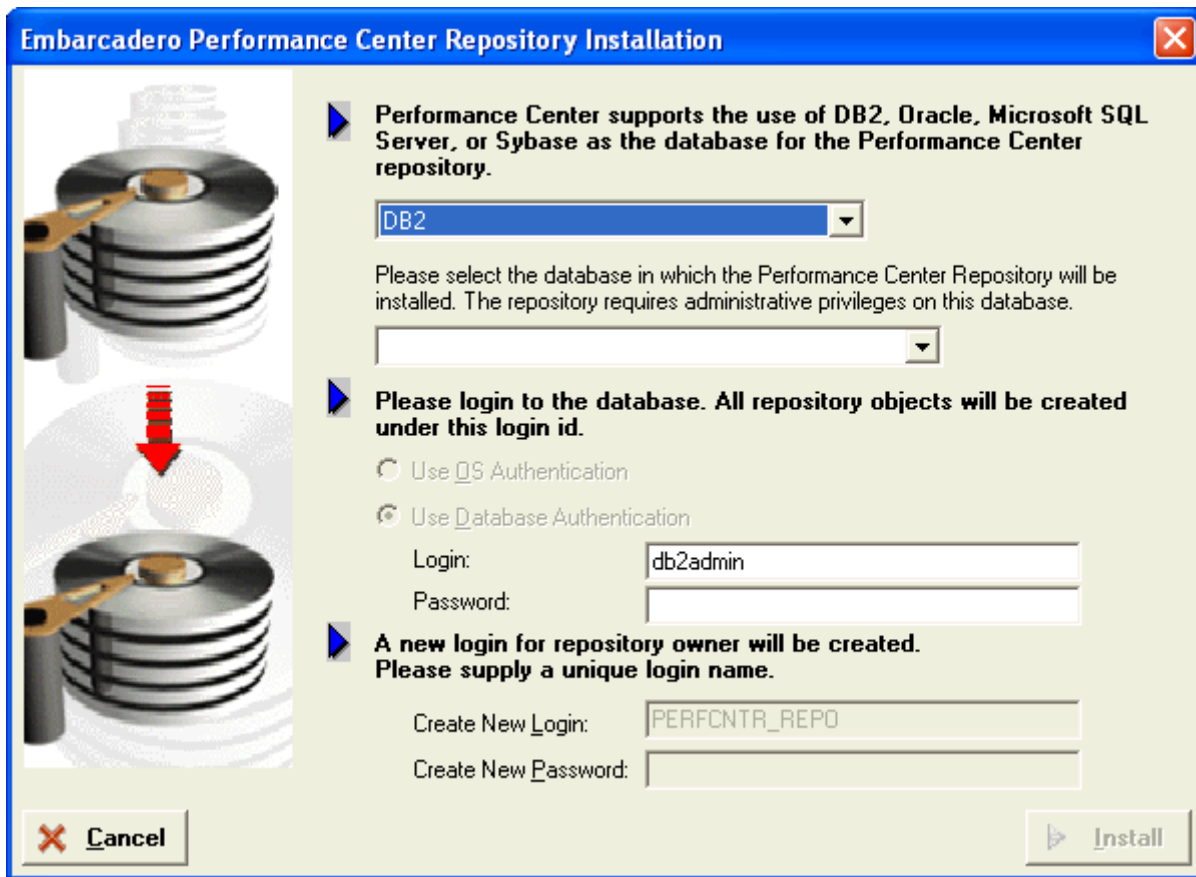 Embarcadero Performance Center Repository Installation
Performance Center supports the use of DB2, Oracle, Microsoft SQL
Server, or Sybase as the database for the Performance Center
repository.
DB2
Please select the database in which the Performance Center Repository will be
installed. The repository requires administrative privileges on this database.
Please login to the database. All repository objects will be created
under this login id.
Use OS Authentication
Use Database Authentication
Login: db2admin
Password:
A new login for repository owner will be created.
Please supply a unique login name.
Create New Login: PERFCNTR_REPO
Create New Password:
Cancel
Install